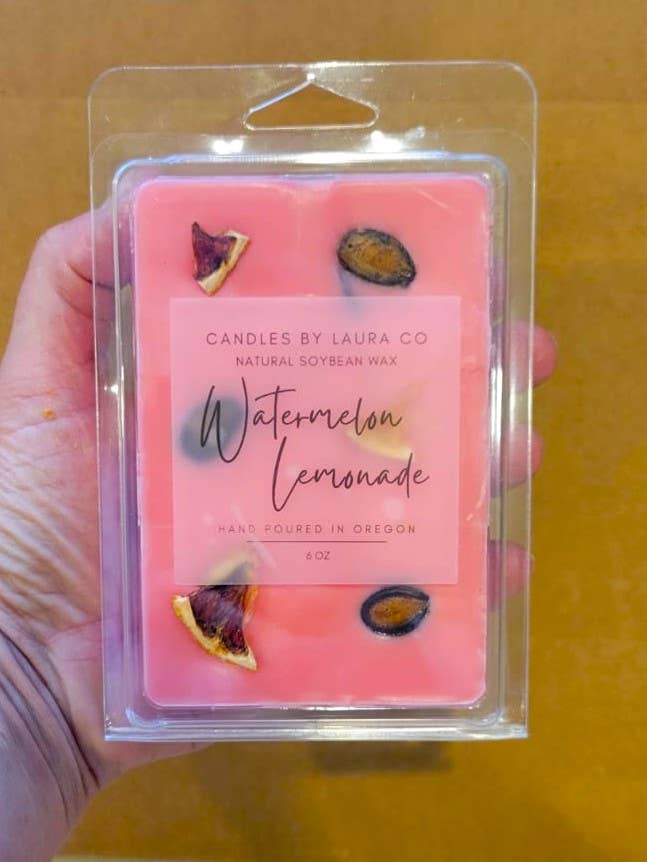 CANDLES BY LAURA CO
NATURAL SOYBEAN WAX
Watermelon
Lemonade
HAND POURED IN OREGON
6 OZ